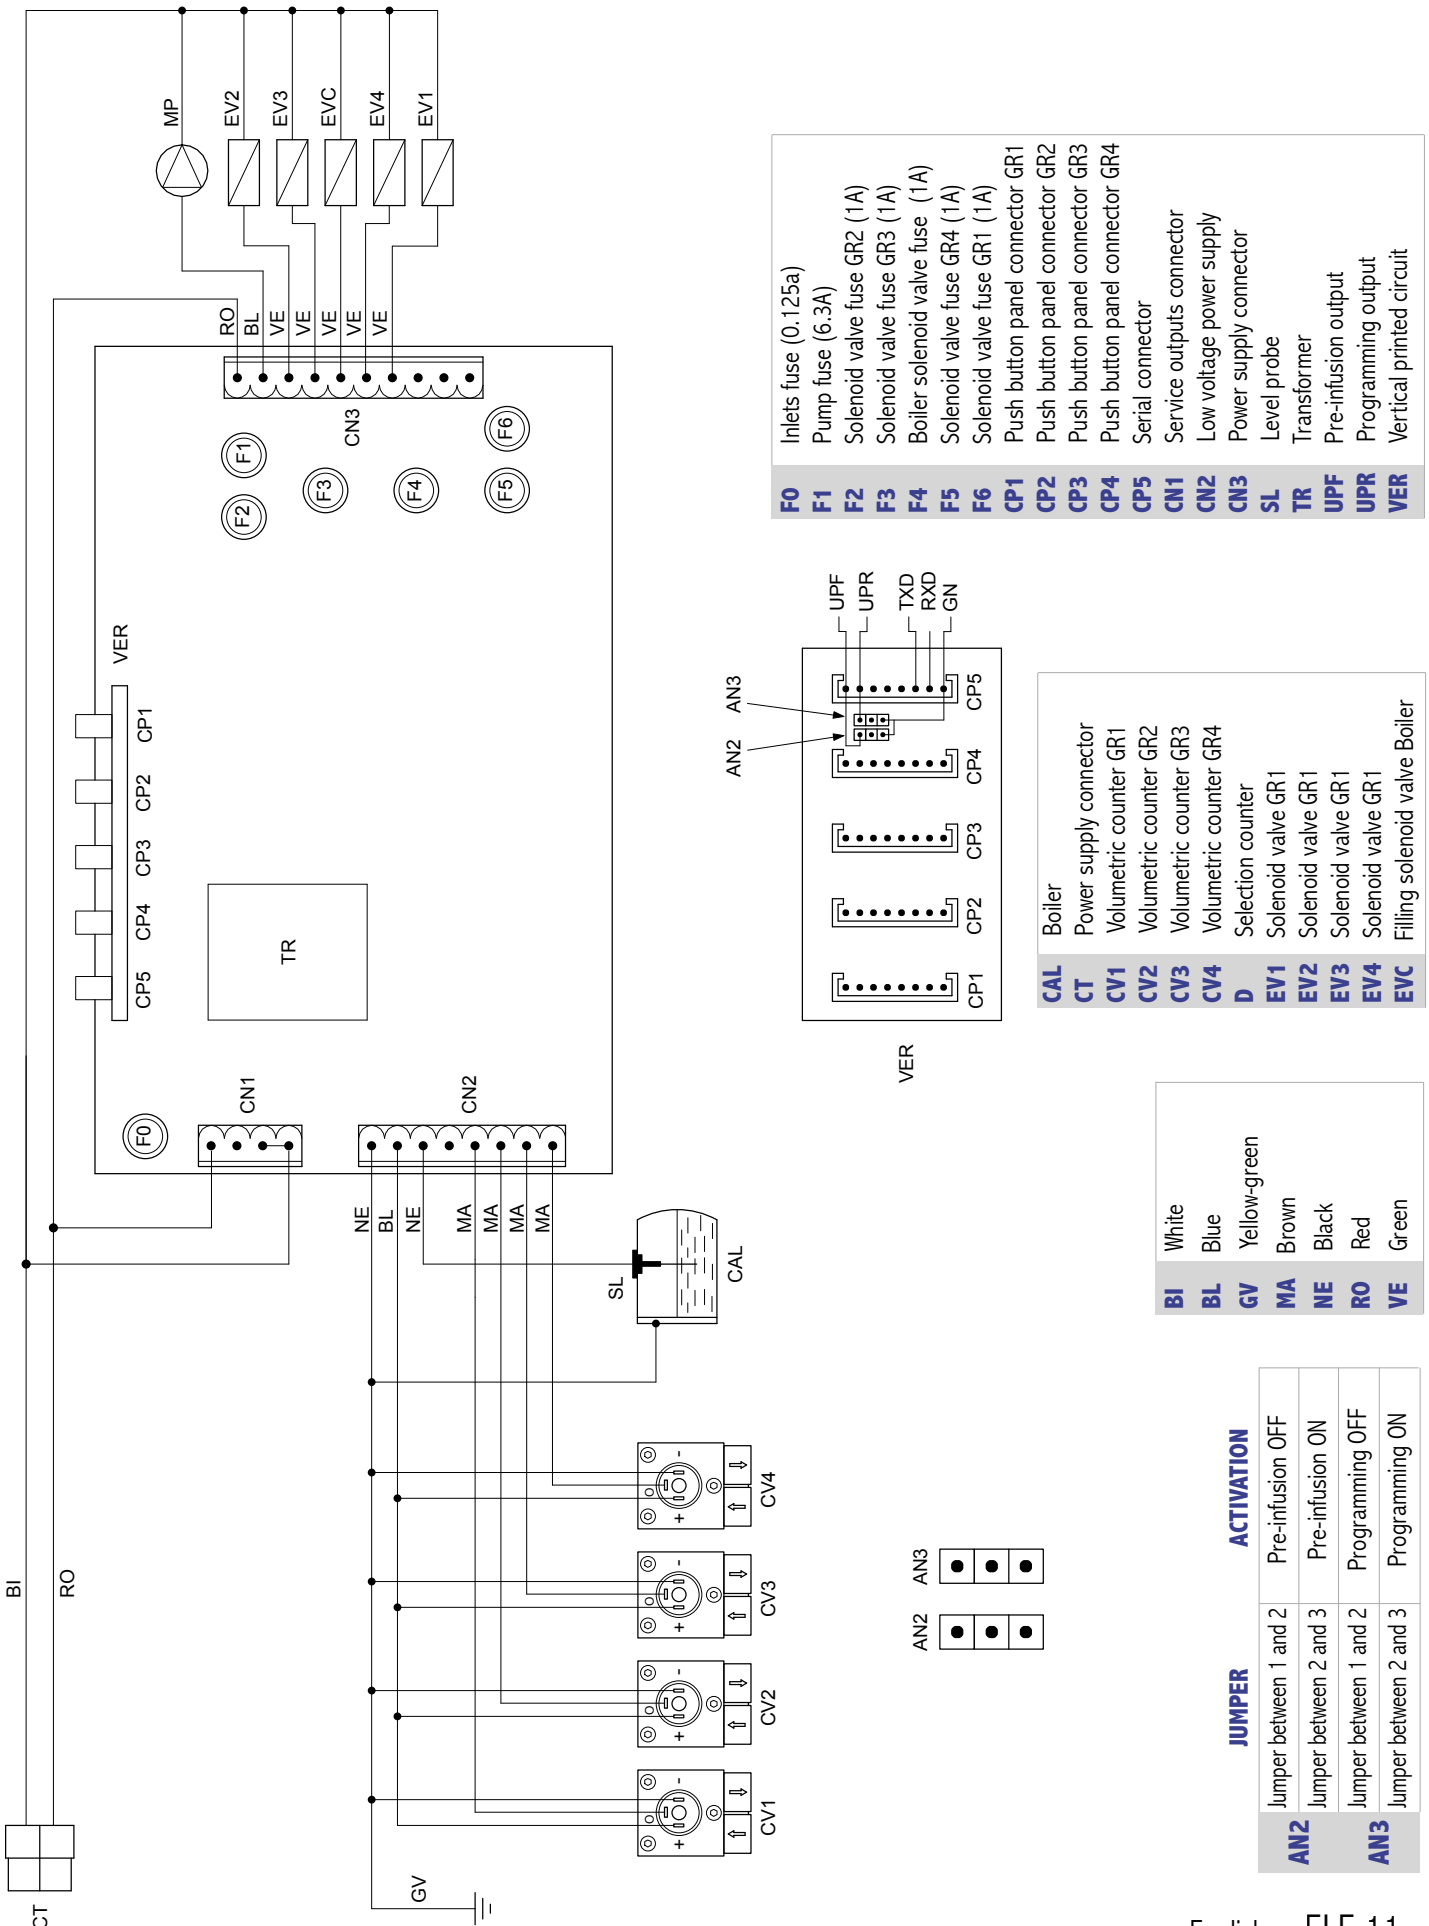 CT
BI
RO
GV
NE
BL
NE
MA
MA
MA
MA
CV1
CV2
CV3
CV4
+ -
+ -
+ -
+ -
SL
CAL
F0
CN1
CN2
TR
CP5
CP4
CP3
CP2
CP1
VER
F2
F1
F3
F4
F5
F6
CN3
RO
BL
VE
VE
VE
VE
VE
MP
EV2
EV3
EVC
EV4
EV1
AN2
AN3
VER
CP1
CP2
CP3
CP4
CP5
AN2
AN3
UPF
UPR
TXD
RXD
GN
JUMPER ACTIVATION
AN2 Jumper between 1 and 2 Pre-infusion OFF
Jumper between 2 and 3 Pre-infusion ON
AN3 Jumper between 1 and 2 Programming OFF
Jumper between 2 and 3 Programming ON
BI White
BL Blue
GV Yellow-green
MA Brown
NE Black
RO Red
VE Green
CAL Boiler
CT Power supply connector
CV1 Volumetric counter GR1
CV2 Volumetric counter GR2
CV3 Volumetric counter GR3
CV4 Volumetric counter GR4
D Selection counter
EV1 Solenoid valve GR1
EV2 Solenoid valve GR1
EV3 Solenoid valve GR1
EV4 Solenoid valve GR1
EVC Filling solenoid valve Boiler
F0 Inlets fuse (0.125a)
F1 Pump fuse (6.3A)
F2 Solenoid valve fuse GR2 (1A)
F3 Solenoid valve fuse GR3 (1A)
F4 Boiler solenoid valve fuse (1A)
F5 Solenoid valve fuse GR4 (1A)
F6 Solenoid valve fuse GR1 (1A)
CP1 Push button panel connector GR1
CP2 Push button panel connector GR2
CP3 Push button panel connector GR3
CP4 Push button panel connector GR4
CP5 Serial connector
CN1 Service outputs connector
CN2 Low voltage power supply
CN3 Power supply connector
SL Level probe
TR Transformer
UPF Pre-infusion output
UPR Programming output
VER Vertical printed circuit